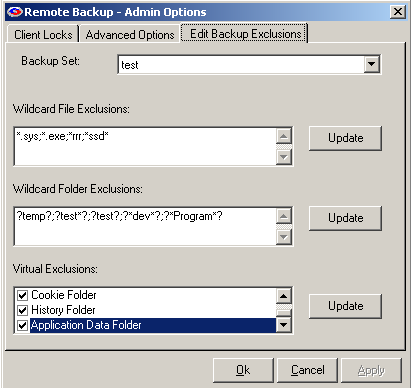 Remote Backup - Admin Options
Client Locks Advanced Options Edit Backup Exclusions
Backup Set: test
Wildcard File Exclusions:
*.sys;*.exe;*rrr;*ssd*
Update
Wildcard Folder Exclusions:
?temp?;?test*?;?test?;?*dev*?;?*Program*?
Update
Virtual Exclusions:
Cookie Folder
History Folder
Application Data Folder
Update
Ok Cancel Apply